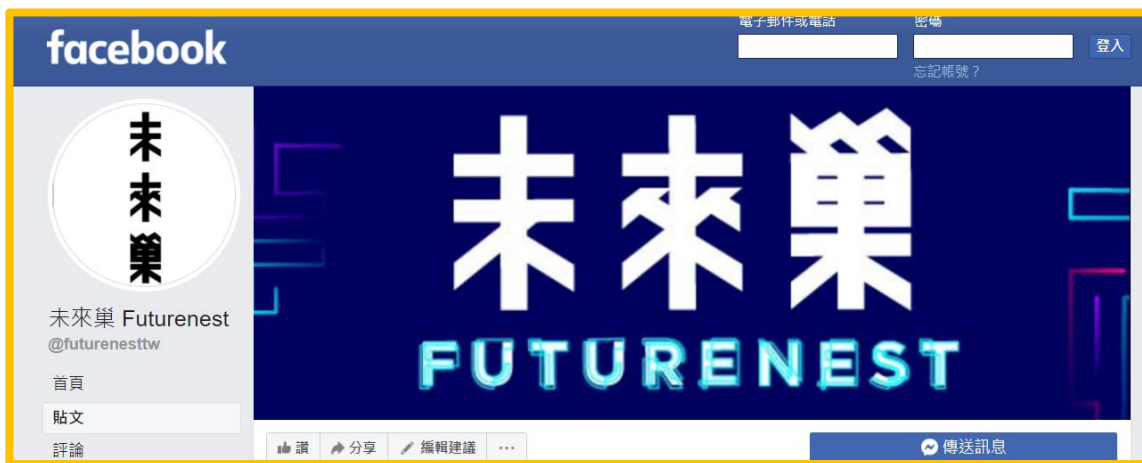 facebook
電子郵件或電話
密碼
登入
忘記帳號？
未
來
巢
未來巢
FUTURENEST
未來巢 Futurenest
@futurenesttw
首頁
貼文
評論
讚 分享 編輯建議 ...
傳送訊息